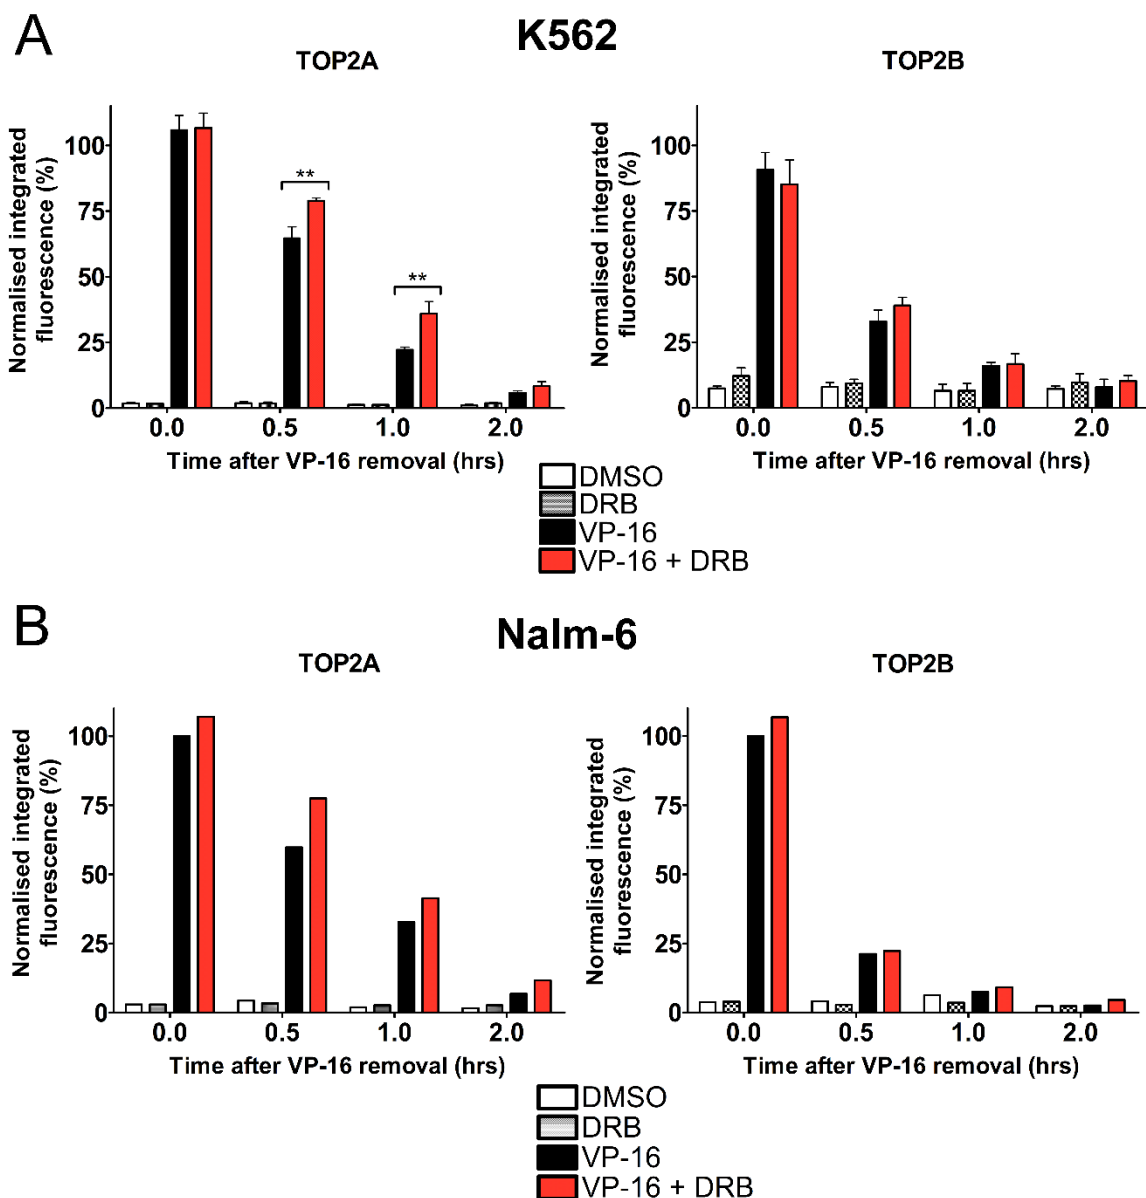 A
K562
TOP2A
TOP2B
Normalised integrated
fluorescence (%)
100
75
50
25
0
**
**
0.0 0.5 1.0 2.0
Time after VP-16 removal (hrs)
Normalised integrated
fluorescence (%)
100
75
50
25
0
0.0 0.5 1.0 2.0
Time after VP-16 removal (hrs)
DMSO
DRB
VP-16
VP-16 + DRB
B
Nalm-6
TOP2A
TOP2B
Normalised integrated
fluorescence (%)
100
75
50
25
0
0.0 0.5 1.0 2.0
Time after VP-16 removal (hrs)
Normalised integrated
fluorescence (%)
100
75
50
25
0
0.0 0.5 1.0 2.0
Time after VP-16 removal (hrs)
DMSO
DRB
VP-16
VP-16 + DRB